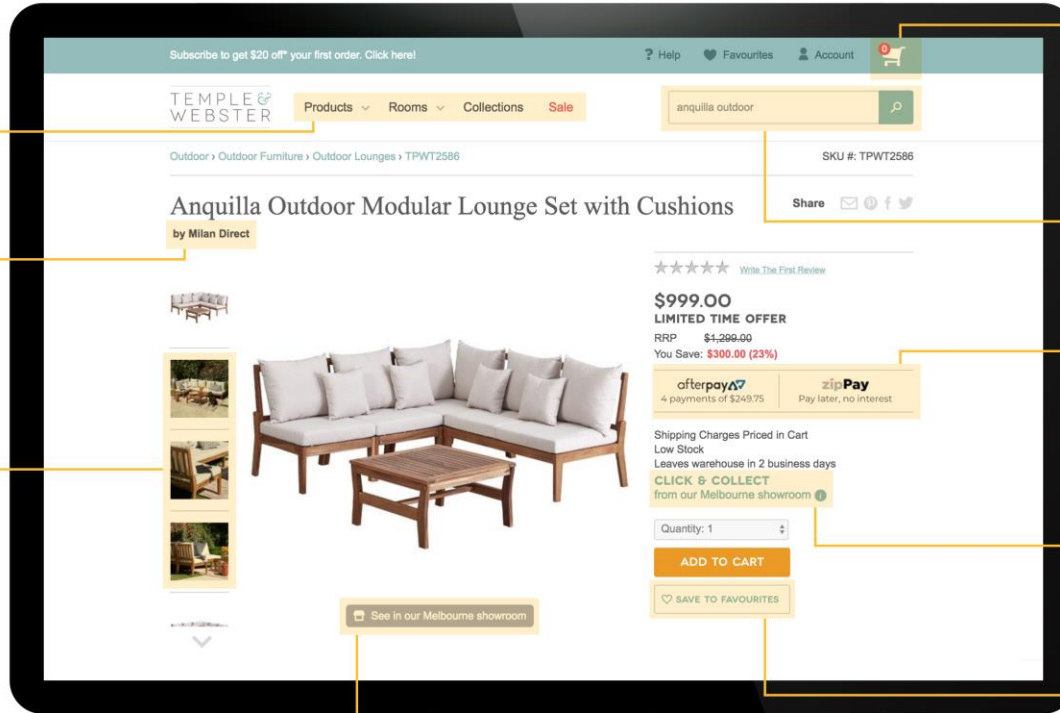 Subscribe to get $20 off* your first order. Click here!
? Help Favourites Account 0
TEMPLE &
WEBSTER
Products Rooms Collections Sale
anquilla outdoor
Outdoor › Outdoor Furniture › Outdoor Lounges › TPWT2586
SKU #: TPWT2586
Anquilla Outdoor Modular Lounge Set with Cushions
Share
by Milan Direct
Write The First Review
$999.00
LIMITED TIME OFFER
RRP $1,299.00
You Save: $300.00 (23%)
afterpay
4 payments of $249.75
zipPay
Pay later, no interest
Shipping Charges Priced in Cart
Low Stock
Leaves warehouse in 2 business days
CLICK & COLLECT
from our Melbourne showroom i
Quantity: 1
ADD TO CART
SAVE TO FAVOURITES
See in our Melbourne showroom